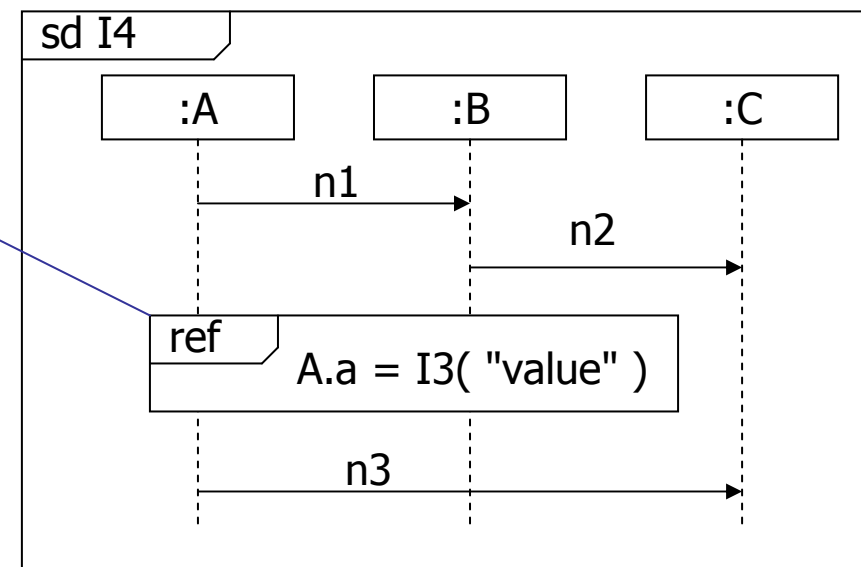 sd I4
:A :B :C
n1
n2
ref
A.a = I3( "value" )
n3